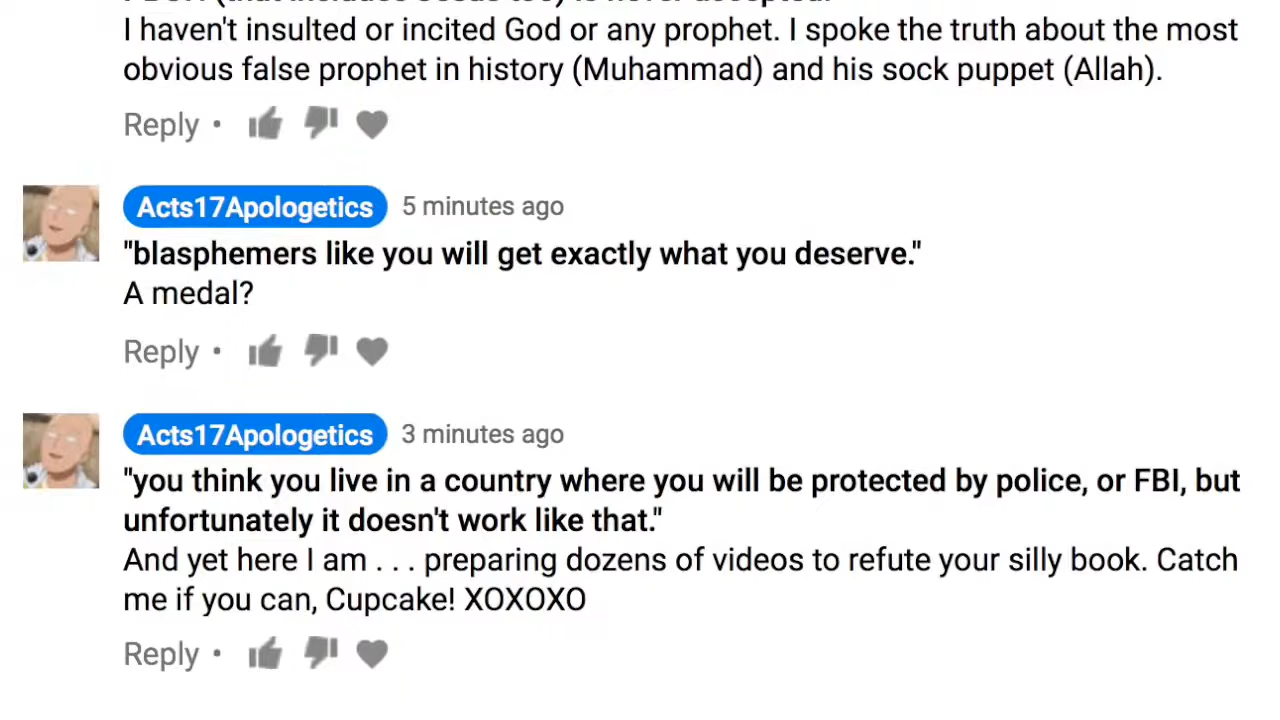 I haven't insulted or incited God or any prophet. I spoke the truth about the most
obvious false prophet in history (Muhammad) and his sock puppet (Allah).
Reply •
Acts17Apologetics 5 minutes ago
"blasphemers like you will get exactly what you deserve."
A medal?
Reply •
Acts17Apologetics 3 minutes ago
"you think you live in a country where you will be protected by police, or FBI, but
unfortunately it doesn't work like that."
And yet here I am . . . preparing dozens of videos to refute your silly book. Catch
me if you can, Cupcake! XOXOXO
Reply •